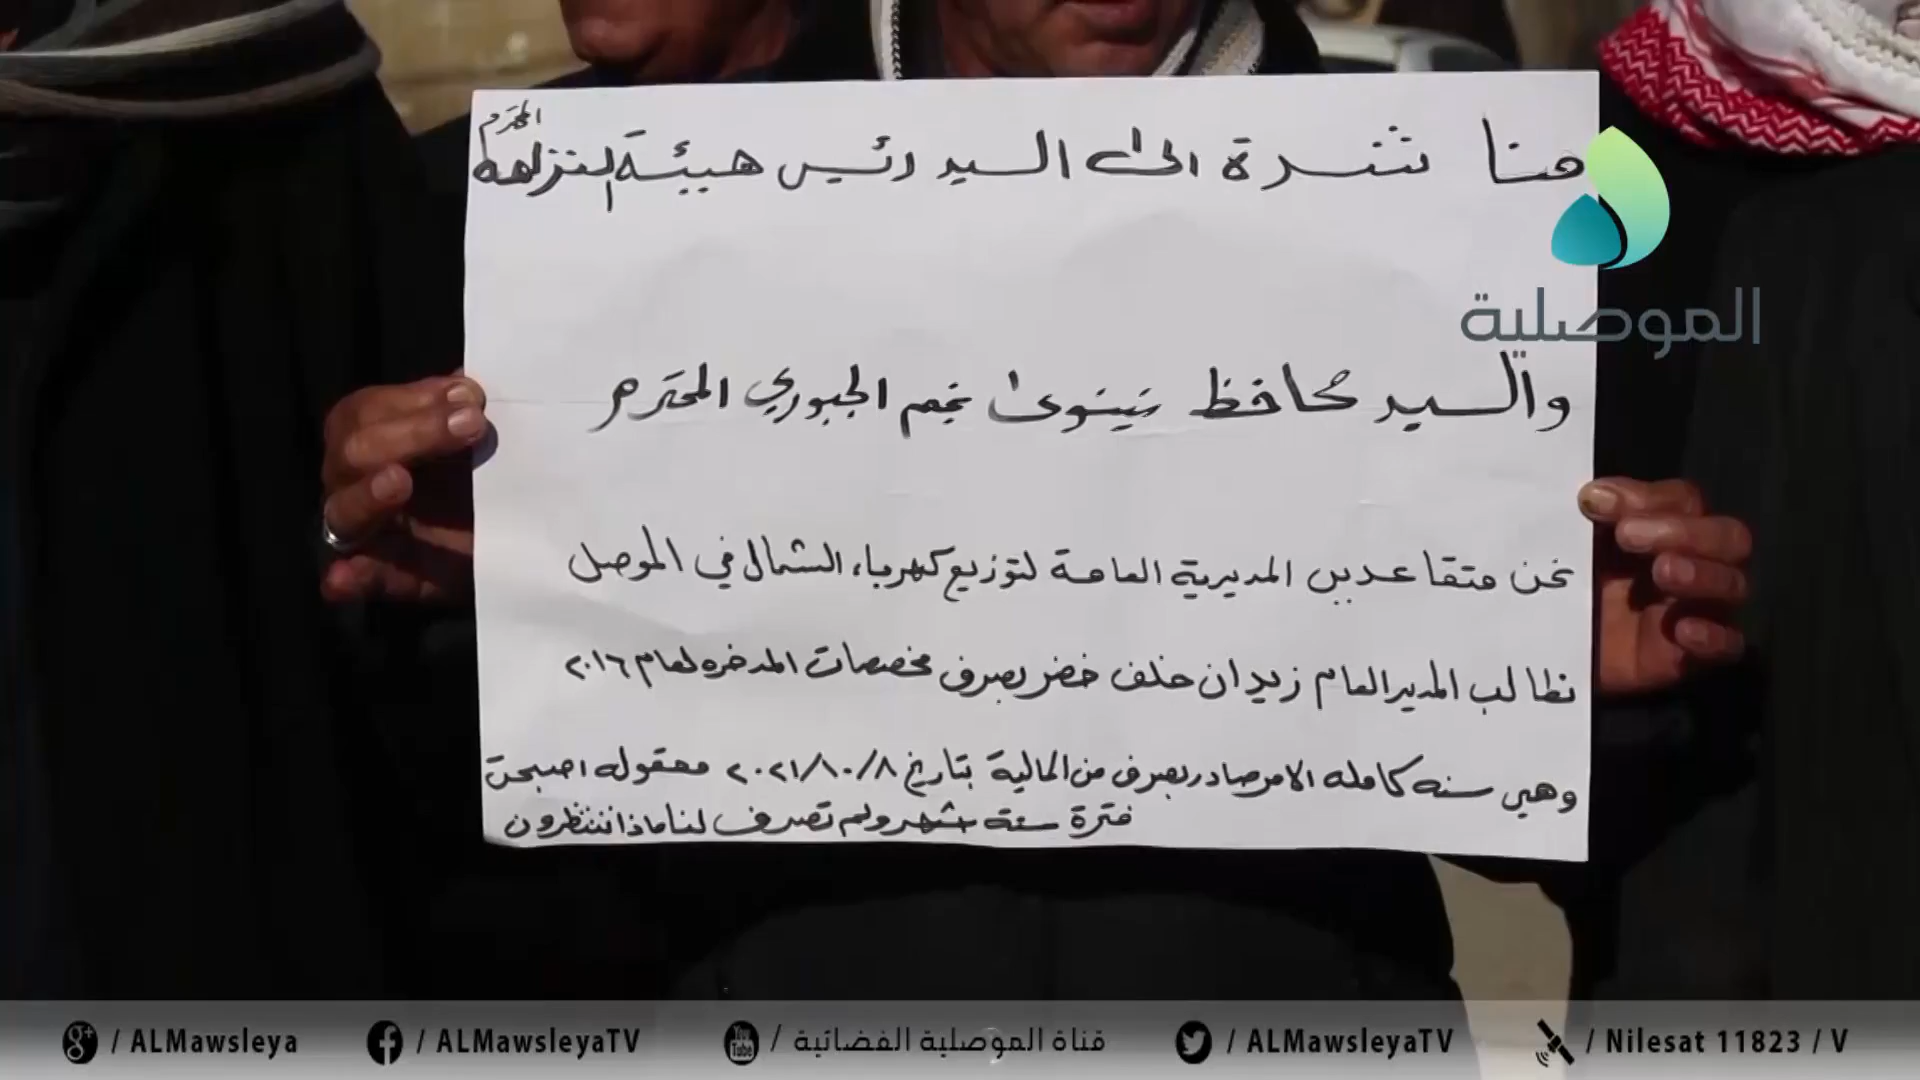 المحترم
هنا شدرة الى السيد رئيس هيئة النزاهة
الموصلية
والسيد محافظ نينوى نجم الجبوري المحترم
نحن متقاعدين المديرية العامة لتوزيع كهرباء الشمال في الموصل
نطالب المدير العام زيدان خلف خضر بصرف مخصصات المدخره لعام ٢٠١٦
وهي سنه كامله الامر صادر بصرف من المالية بتاريخ ٢٠٢١/١٠/٨ معقوله اصبحت
فترة ستة شهر ولم تصرف لنا ماذا تنتظرون
/ ALMawsleya / ALMawsleyaTV / قناة الموصلية الفضائية / ALMawsleyaTV / Nilesat 11823 / V